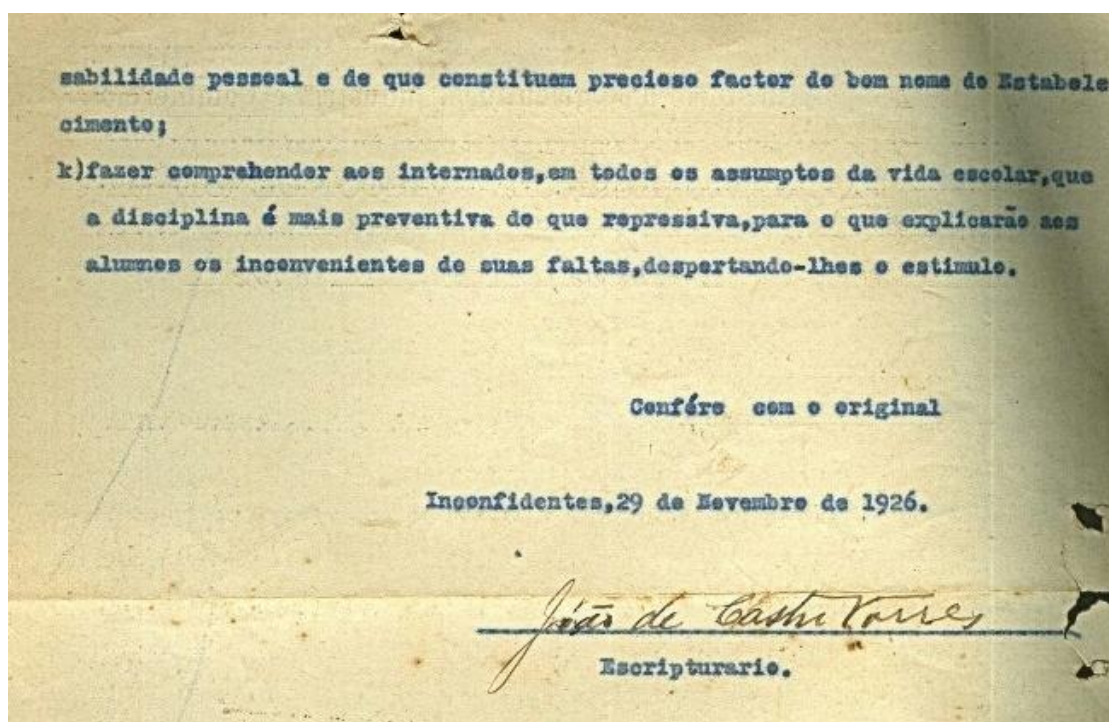 sabilidade pessoal e de que constituem precioso factor do bom nome do Estabele
cimento;
k)fazer comprehender aos internados,em todos os assumptos da vida escolar,que
a disciplina é mais preventiva do que repressiva,para o que explicarão aos
alumnos os inconvenientes de suas faltas,despertando-lhes o estimulo.
Confére com o original
Inconfidentes,29 de Novembro de 1926.
João de Castro Torres
Escripturario.